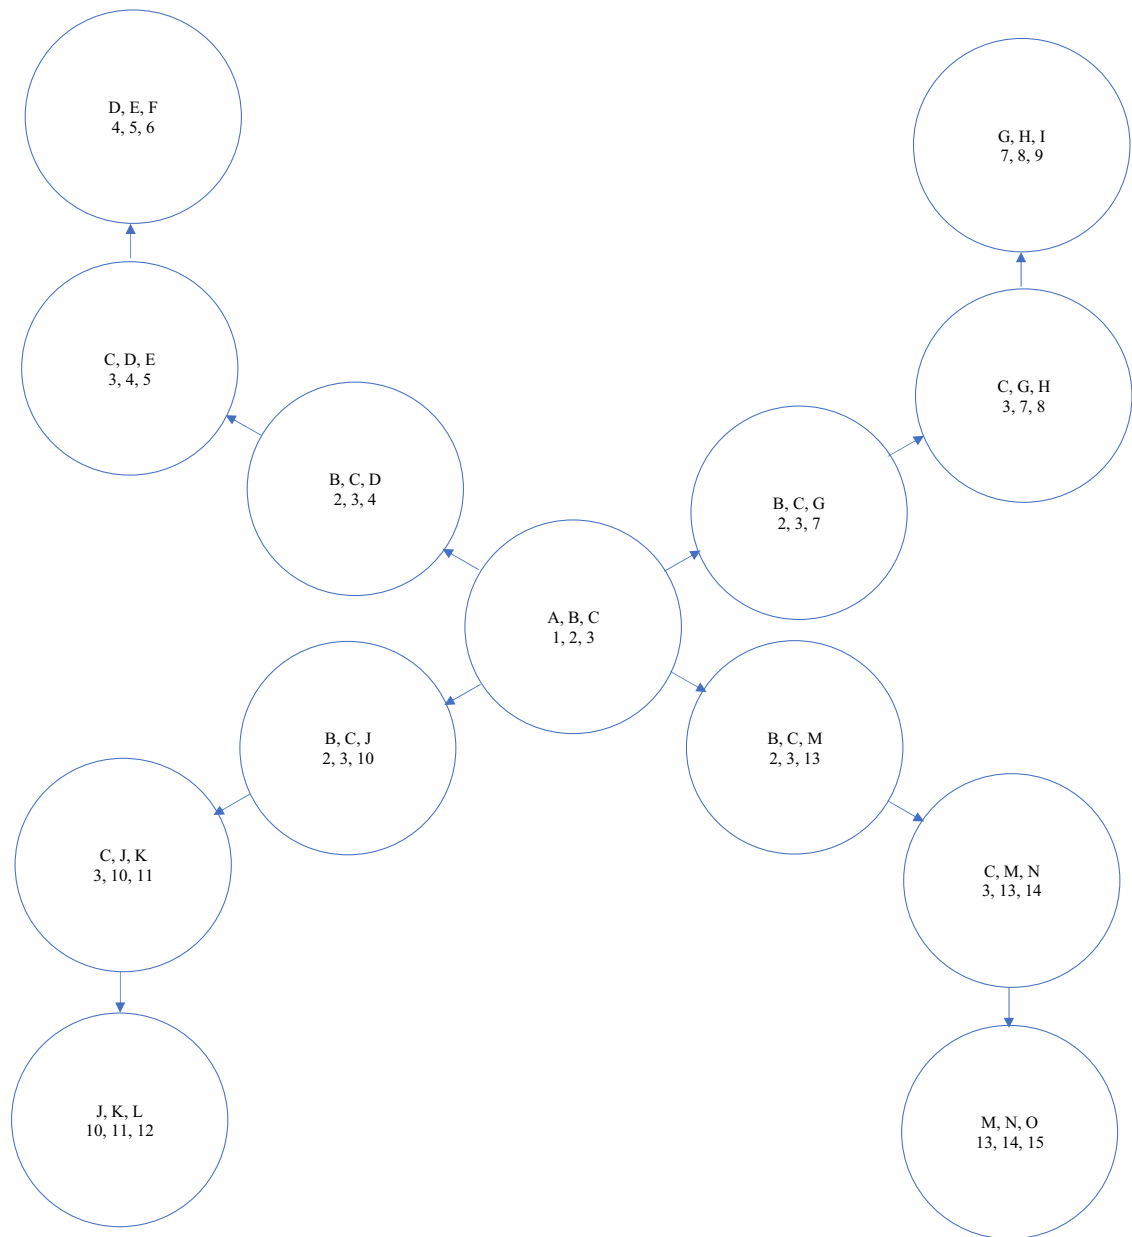 D, E, F
4, 5, 6
G, H, I
7, 8, 9
C, D, E
3, 4, 5
C, G, H
3, 7, 8
B, C, D
2, 3, 4
B, C, G
2, 3, 7
A, B, C
1, 2, 3
B, C, J
2, 3, 10
B, C, M
2, 3, 13
C, J, K
3, 10, 11
C, M, N
3, 13, 14
J, K, L
10, 11, 12
M, N, O
13, 14, 15